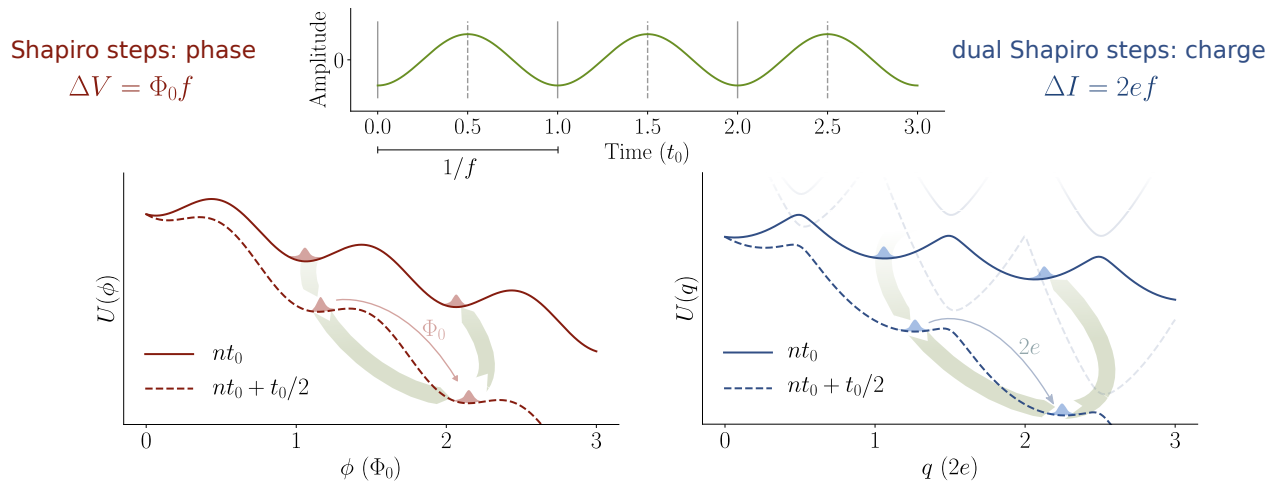 Shapiro steps: phase
ΔV = Φ₀f
Amplitude
0
0.0 0.5 1.0 1.5 2.0 2.5 3.0
Time (t₀)
1/f
dual Shapiro steps: charge
ΔI = 2ef
U(ϕ)
Φ₀
nt₀
nt₀ + t₀/2
0 1 2 3
ϕ (Φ₀)
U(q)
2e
nt₀
nt₀ + t₀/2
0 1 2 3
q (2e)